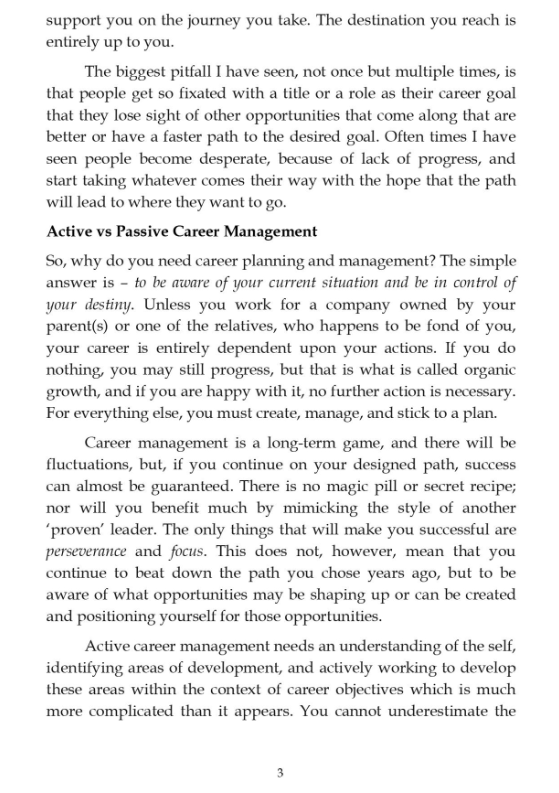 support you on the journey you take. The destination you reach is
entirely up to you.
The biggest pitfall I have seen, not once but multiple times, is
that people get so fixated with a title or a role as their career goal
that they lose sight of other opportunities that come along that are
better or have a faster path to the desired goal. Often times I have
seen people become desperate, because of lack of progress, and
start taking whatever comes their way with the hope that the path
will lead to where they want to go.
Active vs Passive Career Management
So, why do you need career planning and management? The simple
answer is – to be aware of your current situation and be in control of
your destiny. Unless you work for a company owned by your
parent(s) or one of the relatives, who happens to be fond of you,
your career is entirely dependent upon your actions. If you do
nothing, you may still progress, but that is what is called organic
growth, and if you are happy with it, no further action is necessary.
For everything else, you must create, manage, and stick to a plan.
Career management is a long-term game, and there will be
fluctuations, but, if you continue on your designed path, success
can almost be guaranteed. There is no magic pill or secret recipe;
nor will you benefit much by mimicking the style of another
‘proven’ leader. The only things that will make you successful are
perseverance and focus. This does not, however, mean that you
continue to beat down the path you chose years ago, but to be
aware of what opportunities may be shaping up or can be created
and positioning yourself for those opportunities.
Active career management needs an understanding of the self,
identifying areas of development, and actively working to develop
these areas within the context of career objectives which is much
more complicated than it appears. You cannot underestimate the
3